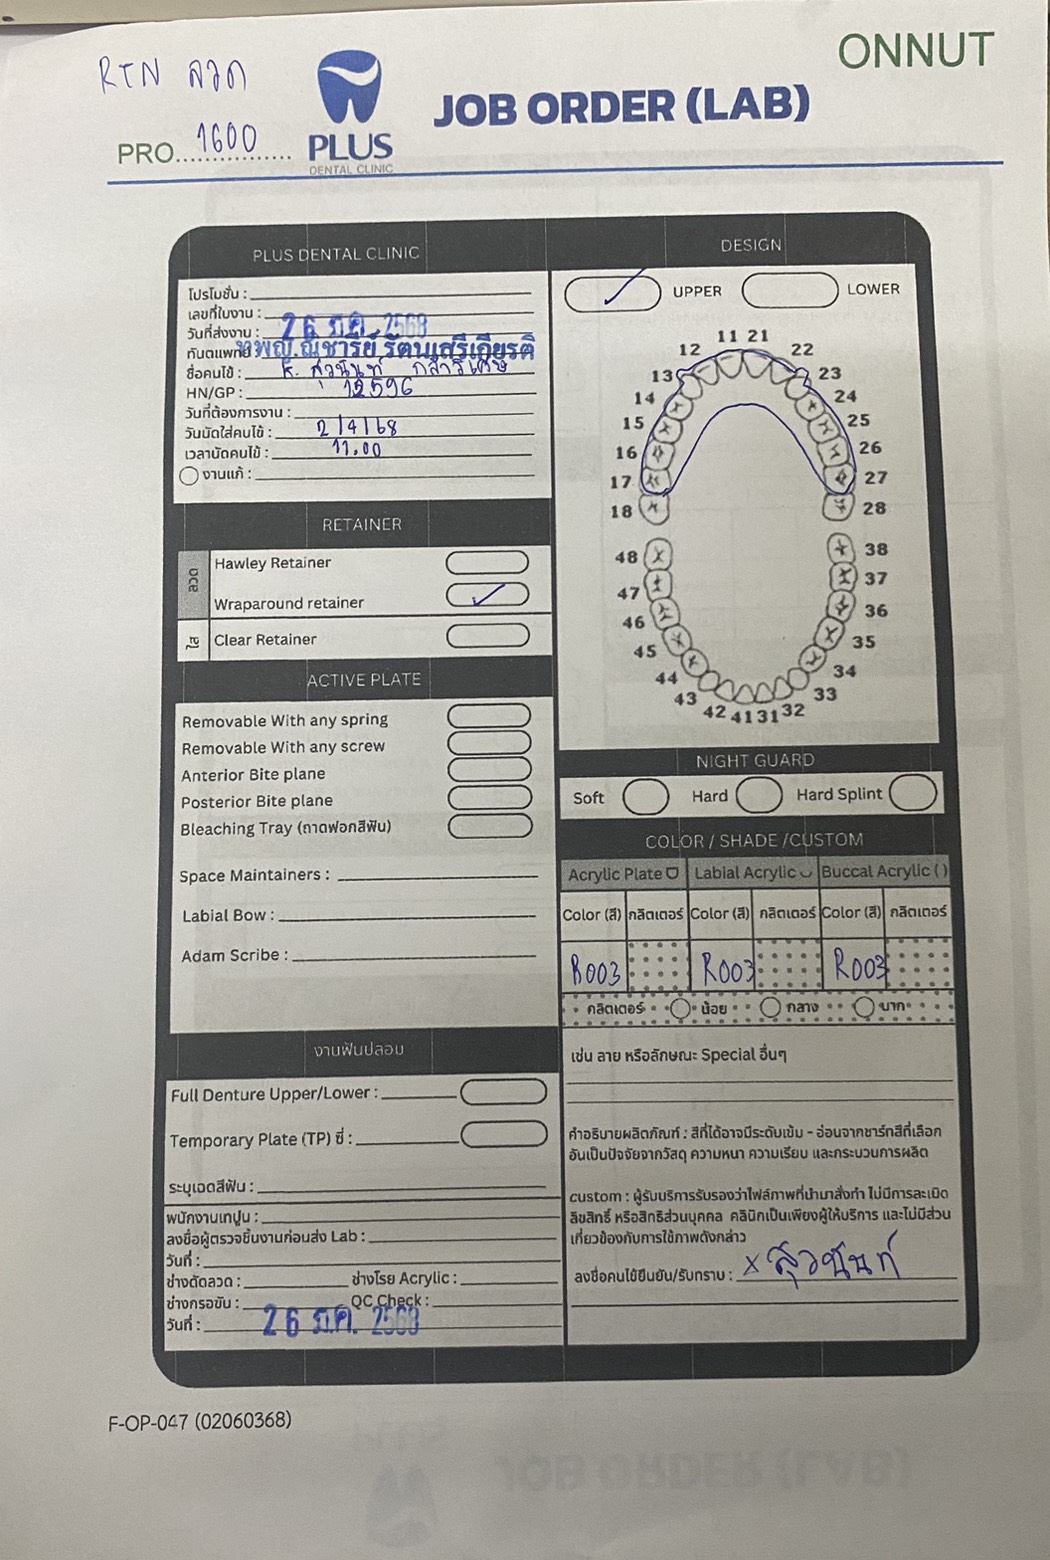 ONNUT
RTN ลวด
JOB ORDER (LAB)
PRO. 1600
PLUS
DENTAL CLINIC
PLUS DENTAL CLINIC
โปรโมชั่น :
เลขที่ใบงาน :
วันที่ส่งงาน : 26 มี.ค. 2568
ทันตแพทย์ : ทพญ.ณิชารีย์ รัตนเสรีเกียรติ
ชื่อคนไข้ : K. สุวนันท์
HN/GP : 12596
วันที่ต้องการงาน :
วันนัดใส่คนไข้ : 2/4/68
เวลานัดคนไข้ : 11.00
งานแก้ :
RETAINER
ลวด
Hawley Retainer
Wraparound retainer
ใส
Clear Retainer
ACTIVE PLATE
Removable With any spring
Removable With any screw
Anterior Bite plane
Posterior Bite plane
Bleaching Tray (ถาดฟอกสีฟัน)
Space Maintainers :
Labial Bow :
Adam Scribe :
งานฟันปลอม
Full Denture Upper/Lower :
Temporary Plate (TP) ซี่ :
ระบุเฉดสีฟัน :
พนักงานเทปูน :
ลงชื่อผู้ตรวจชิ้นงานก่อนส่ง Lab :
วันที่ :
ช่างดัดลวด : ช่างโรย Acrylic :
ช่างกรอขัด : QC Check :
วันที่ : 26 มี.ค. 2568
DESIGN
UPPER LOWER
11 21
12 22
13 23
14 24
15 25
16 26
17 27
18 28
48 38
47 37
46 36
45 35
44 34
43 33
42 41 31 32
NIGHT GUARD
Soft Hard Hard Splint
COLOR / SHADE /CUSTOM
Acrylic Plate Labial Acrylic Buccal Acrylic ( )
Color (สี) กลิตเตอร์ Color (สี) กลิตเตอร์ Color (สี) กลิตเตอร์
R003 R003 R003
กลิตเตอร์ น้อย กลาง มาก
เช่น ลาย หรือลักษณะ Special อื่นๆ
คำอธิบายผลิตภัณฑ์ : สีที่ได้อาจมีระดับเข้ม - อ่อนจากชาร์ทสีที่เลือก
อันเป็นปัจจัยจากวัสดุ ความหนา ความเรียบ และกระบวนการผลิต
custom : ผู้รับบริการรับรองว่าไฟล์ภาพที่นำมาสั่งทำ ไม่มีการละเมิด
ลิขสิทธิ์ หรือสิทธิส่วนบุคคล คลินิกเป็นเพียงผู้ให้บริการ และไม่มีส่วน
เกี่ยวข้องกับการใช้ภาพดังกล่าว
ลงชื่อคนไข้ยืนยัน/รับทราบ : x สุวนันท์
F-OP-047 (02060368)